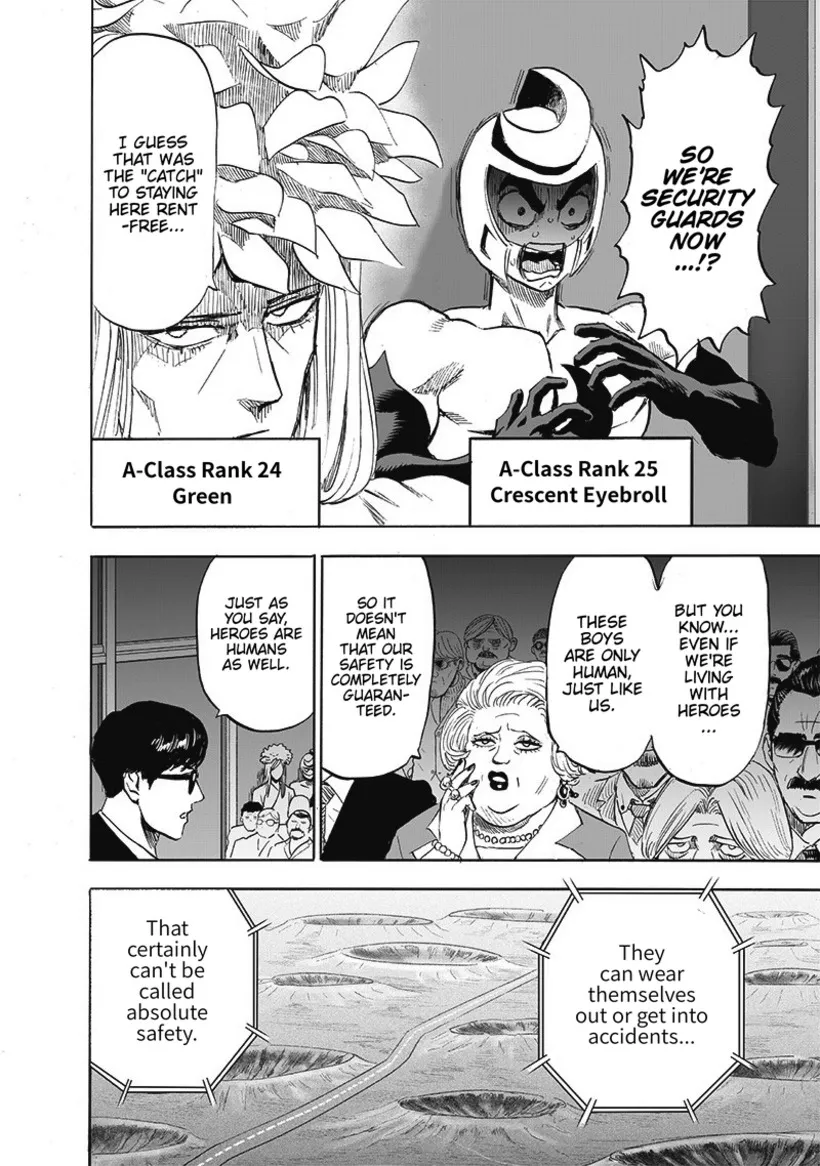 SO
WE'RE
SECURITY
GUARDS
NOW
...!?
I GUESS
THAT WAS
THE "CATCH"
TO STAYING
HERE RENT
-FREE...
A-Class Rank 25
Crescent Eyebroll
A-Class Rank 24
Green
BUT YOU
KNOW...
EVEN IF
WE'RE
LIVING
WITH
HEROES
...
THESE
BOYS
ARE ONLY
HUMAN,
JUST LIKE
US.
SO IT
DOESN'T
MEAN
THAT OUR
SAFETY IS
COMPLETELY
GUARAN-
TEED.
JUST AS
YOU SAY,
HEROES ARE
HUMANS
AS WELL.
They
can wear
themselves
out or get into
accidents...
That
certainly
can't be
called
absolute
safety.